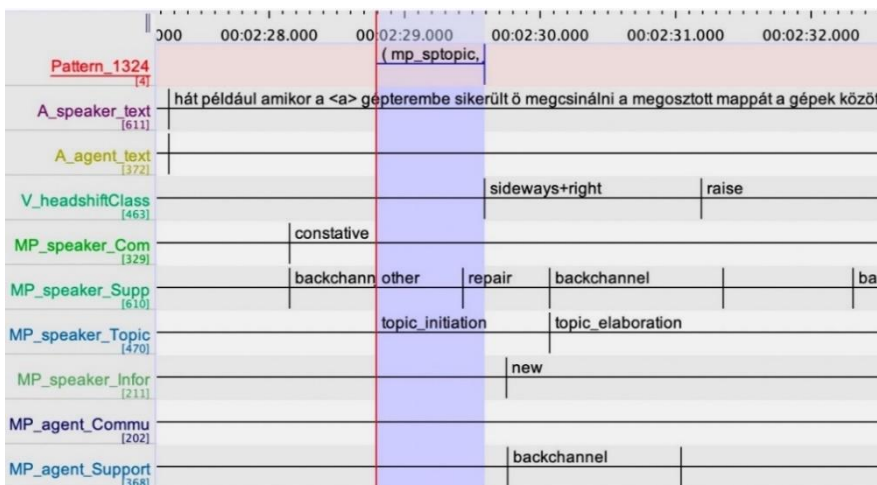 000 00:02:28.000 00:02:29.000 00:02:30.000 00:02:31.000 00:02:32.000
Pattern_1324 ( mp_sptopic,
[4]
A_speaker_text hát például amikor a <a> gépterembe sikerült ö megcsinálni a megosztott mappát a gépek közöt
[611]
A_agent_text
[372]
V_headshiftClass sideways+right raise
[463]
MP_speaker_Com constative
[329]
MP_speaker_Supp backchann other repair backchannel ba
[610]
MP_speaker_Topic topic_initiation topic_elaboration
[470]
MP_speaker_Infor new
[211]
MP_agent_Commu
[202]
MP_agent_Support backchannel
[368]